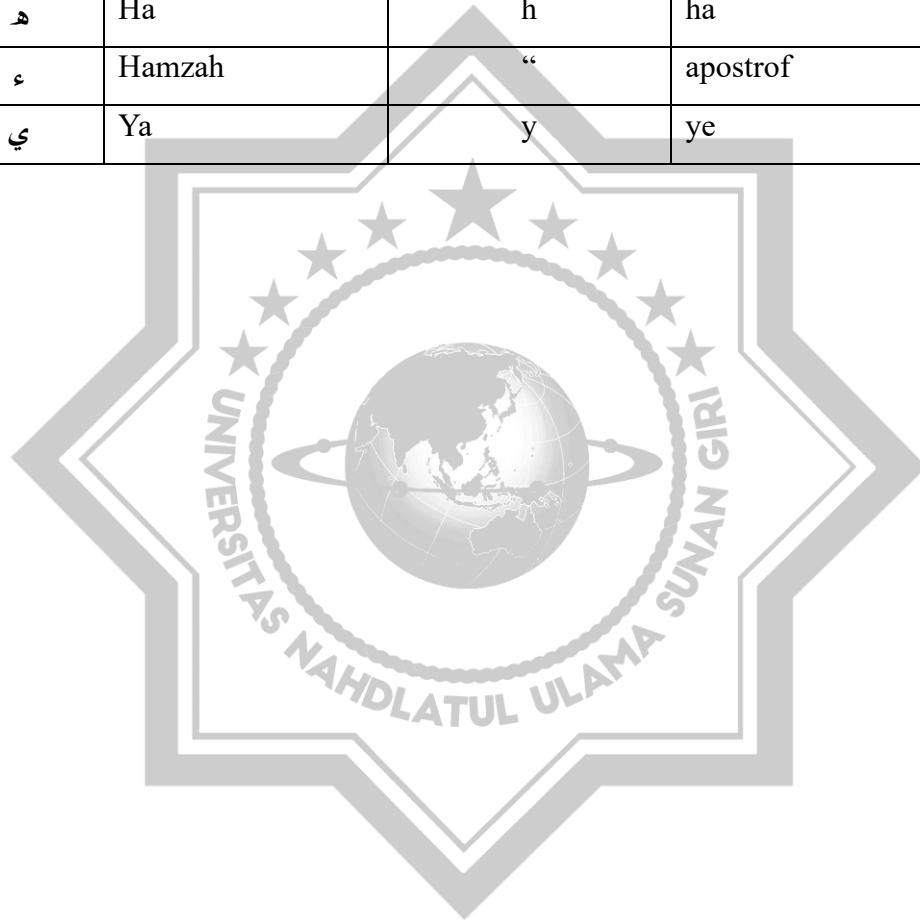 ﻫ Ha h ha
ء Hamzah “ apostrof
ي Ya y ye
UNIVERSITAS NAHDLATUL ULAMA SUNAN GIRI